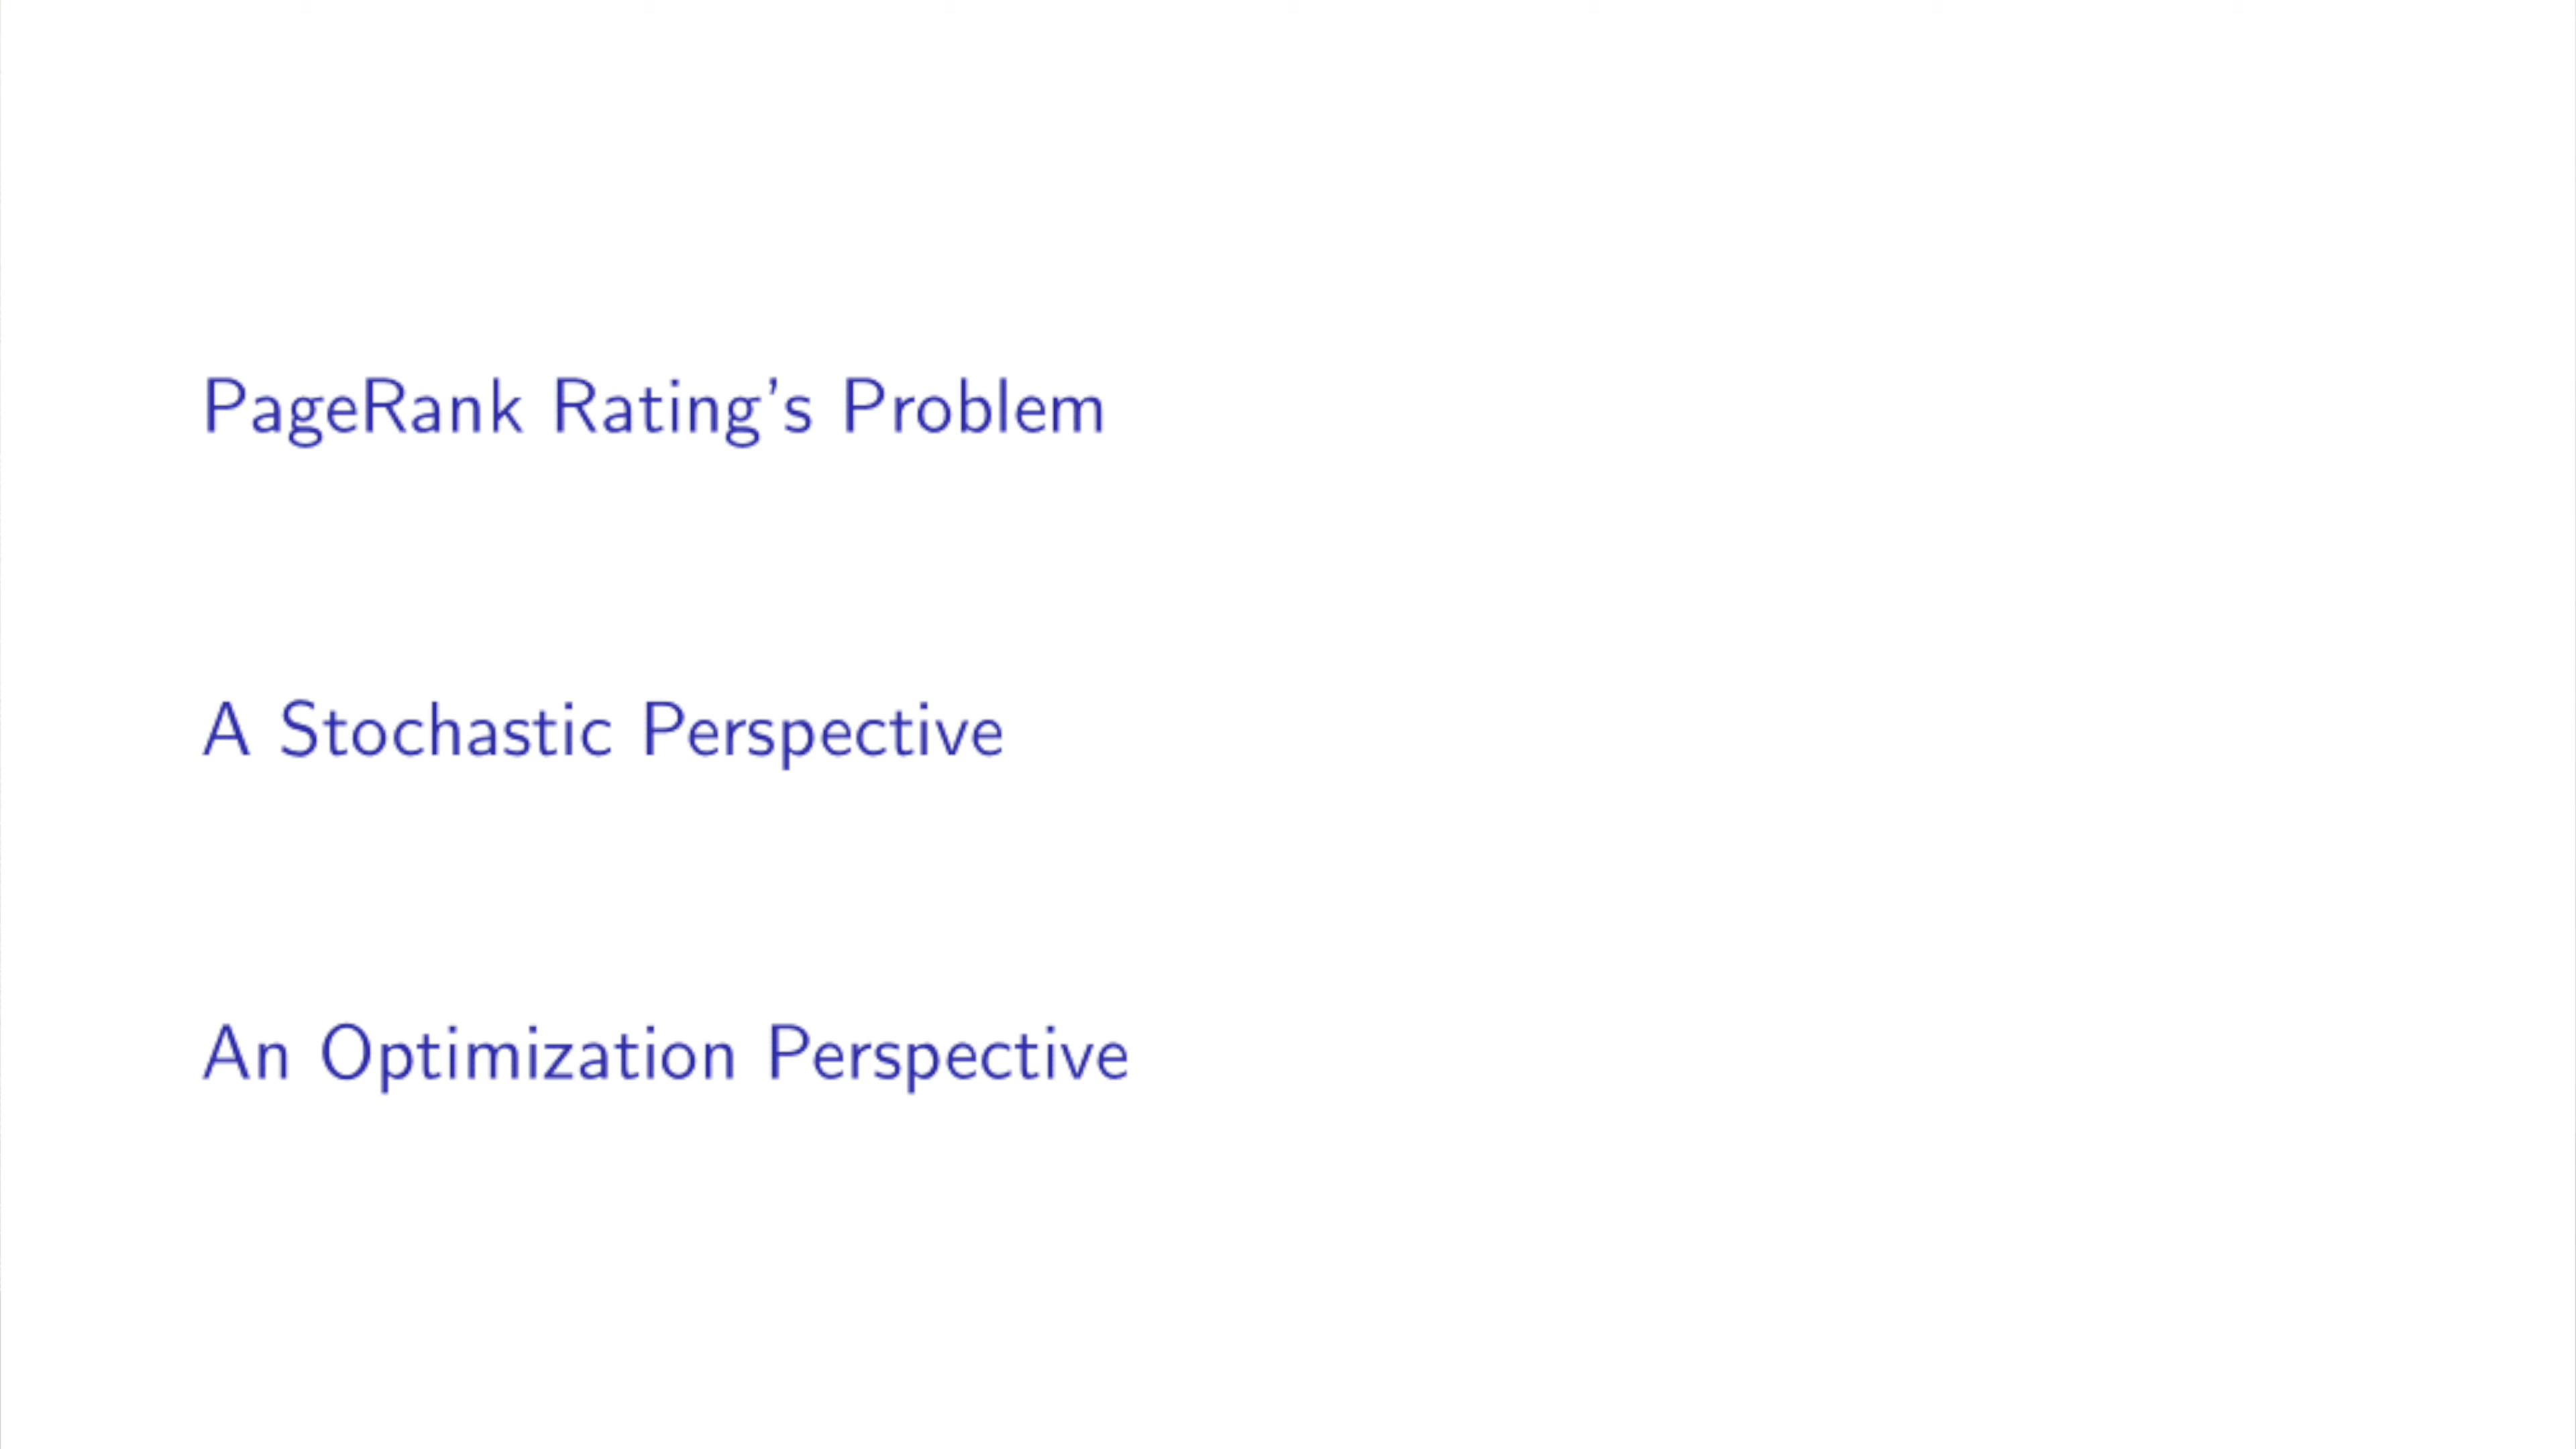 PageRank Rating’s Problem
A Stochastic Perspective
An Optimization Perspective